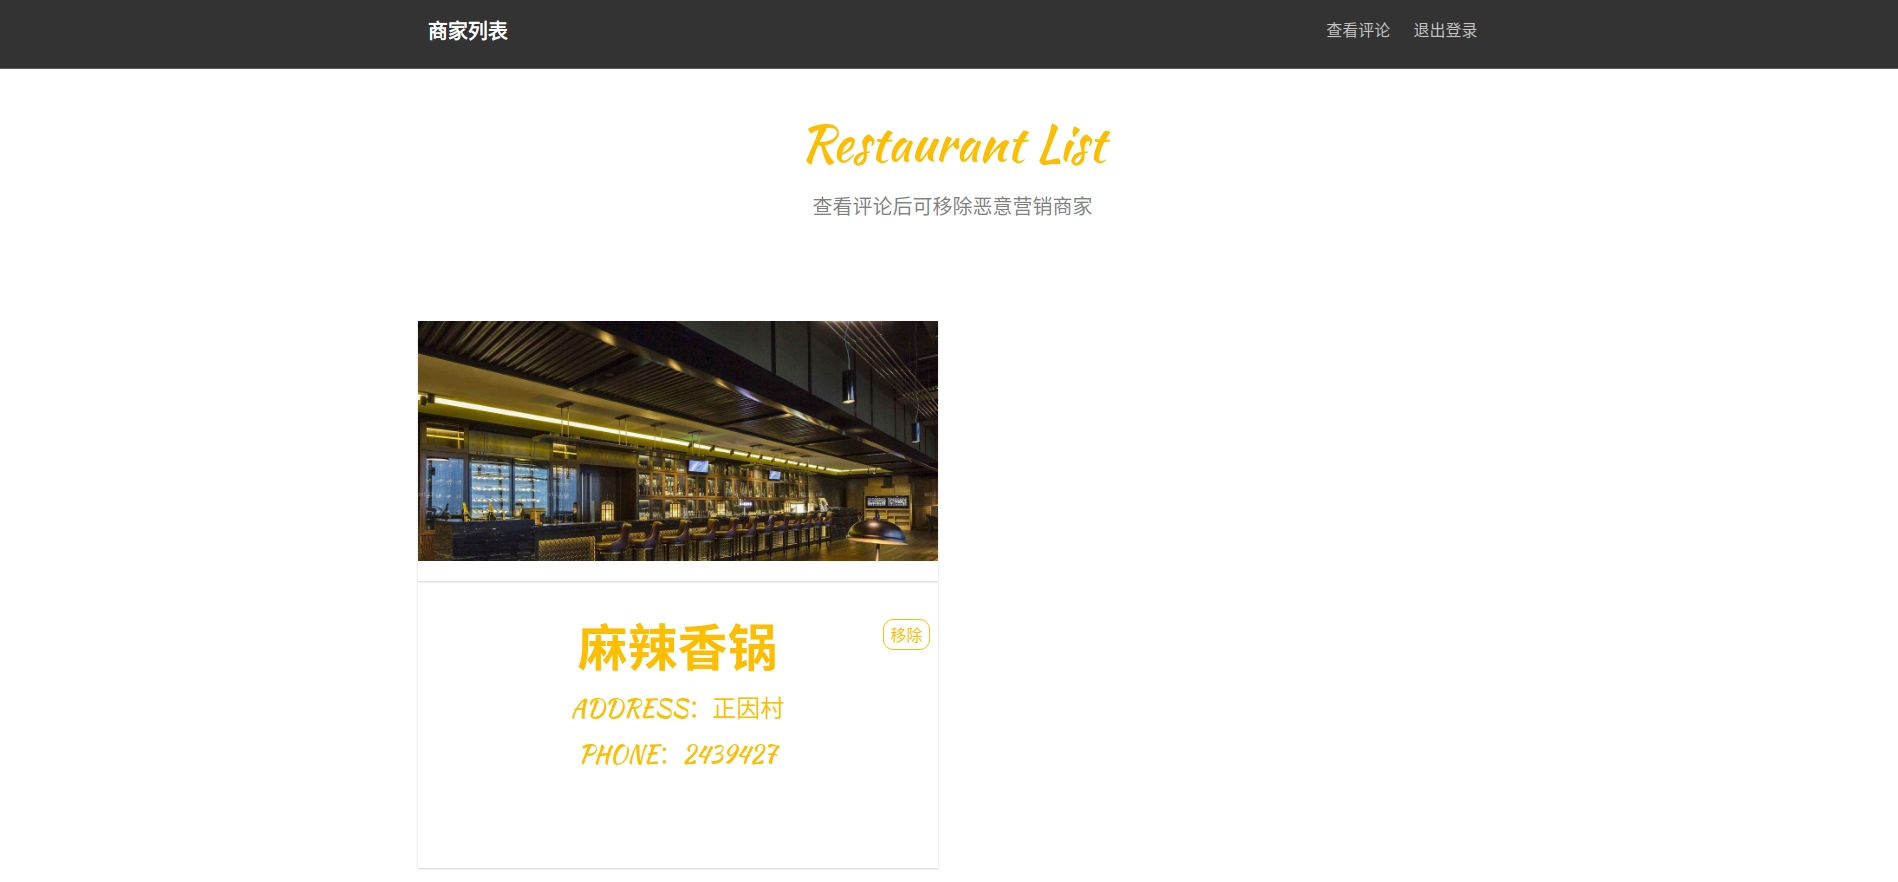 商家列表
查看评论 退出登录
Restaurant List
查看评论后可移除恶意营销商家
麻辣香锅
移除
ADDRESS：正因村
PHONE：2439427